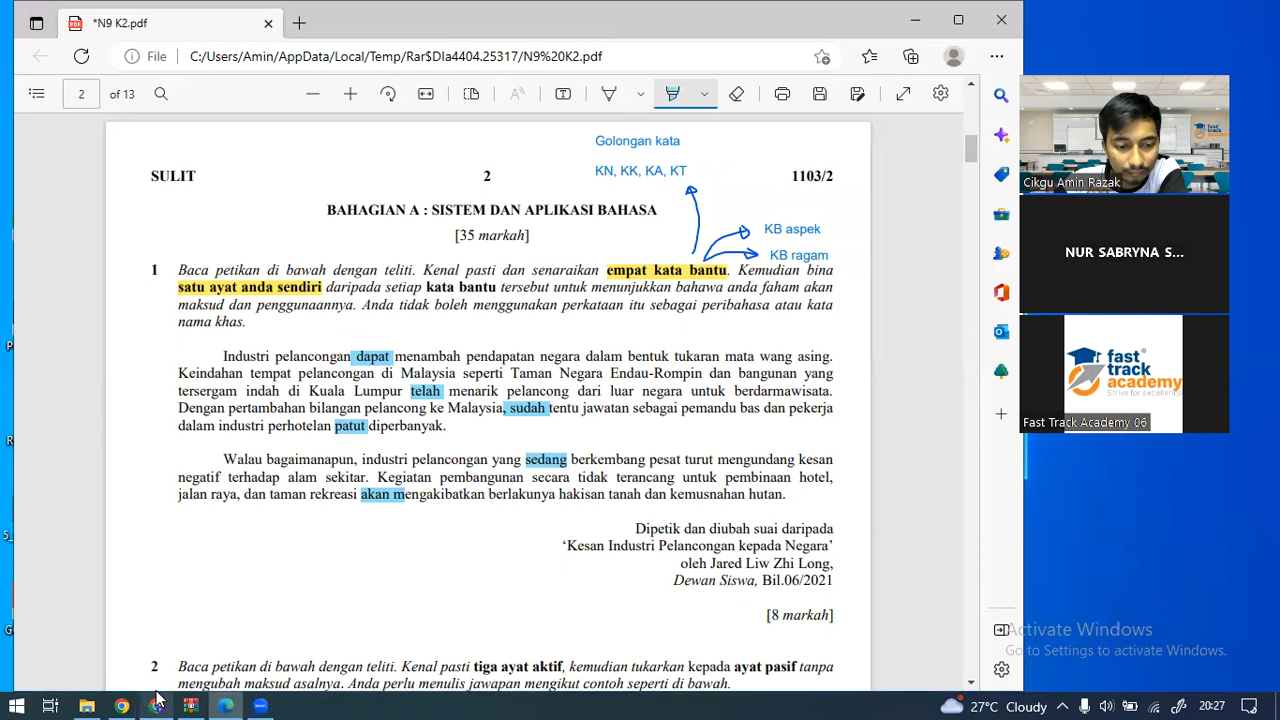 *N9 K2.pdf
File
C:/Users/Amin/AppData/Local/Temp/Rar$DIa4404.25317/N9%20K2.pdf
2 of 13
Golongan kata
KN, KK, KA, KT
SULIT 2 1103/2
BAHAGIAN A : SISTEM DAN APLIKASI BAHASA
[35 markah]
KB aspek
KB ragam
1 Baca petikan di bawah dengan teliti. Kenal pasti dan senaraikan empat kata bantu. Kemudian bina
satu ayat anda sendiri daripada setiap kata bantu tersebut untuk menunjukkan bahawa anda faham akan
maksud dan penggunaannya. Anda tidak boleh menggunakan perkataan itu sebagai peribahasa atau kata
nama khas.
Industri pelancongan dapat menambah pendapatan negara dalam bentuk tukaran mata wang asing.
Keindahan tempat pelancongan di Malaysia seperti Taman Negara Endau-Rompin dan bangunan yang
tersergam indah di Kuala Lumpur telah menarik pelancong dari luar negara untuk berdarmawisata.
Dengan pertambahan bilangan pelancong ke Malaysia, sudah tentu jawatan sebagai pemandu bas dan pekerja
dalam industri perhotelan patut diperbanyak.
Walau bagaimanapun, industri pelancongan yang sedang berkembang pesat turut mengundang kesan
negatif terhadap alam sekitar. Kegiatan pembangunan secara tidak terancang untuk pembinaan hotel,
jalan raya, dan taman rekreasi akan mengakibatkan berlakunya hakisan tanah dan kemusnahan hutan.
Dipetik dan diubah suai daripada
‘Kesan Industri Pelancongan kepada Negara’
oleh Jared Liw Zhi Long,
Dewan Siswa, Bil.06/2021
[8 markah]
2 Baca petikan di bawah dengan teliti. Kenal pasti tiga ayat aktif, kemudian tukarkan kepada ayat pasif tanpa
mengubah maksud asalnya. Anda perlu menulis jawapan mengikut contoh seperti di bawah.
Cikgu Amin Razak
NUR SABRYNA S...
fast
track
academy
Strive for excellence
Fast Track Academy 06
Activate Windows
Go to Settings to activate Windows.
27°C Cloudy
20:27